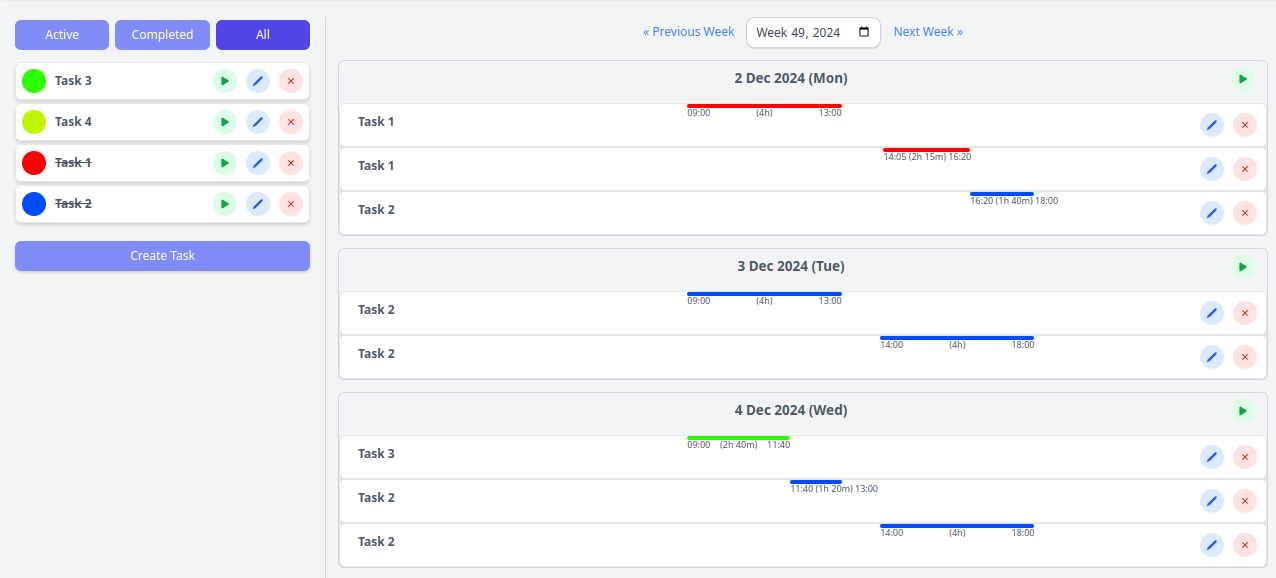 Active Completed All
Task 3
Task 4
Task 1
Task 2
Create Task
« Previous Week Week 49, 2024 Next Week »
2 Dec 2024 (Mon)
Task 1 09:00 (4h) 13:00
Task 1 14:05 (2h 15m) 16:20
Task 2 16:20 (1h 40m) 18:00
3 Dec 2024 (Tue)
Task 2 09:00 (4h) 13:00
Task 2 14:00 (4h) 18:00
4 Dec 2024 (Wed)
Task 3 09:00 (2h 40m) 11:40
Task 2 11:40 (1h 20m) 13:00
Task 2 14:00 (4h) 18:00